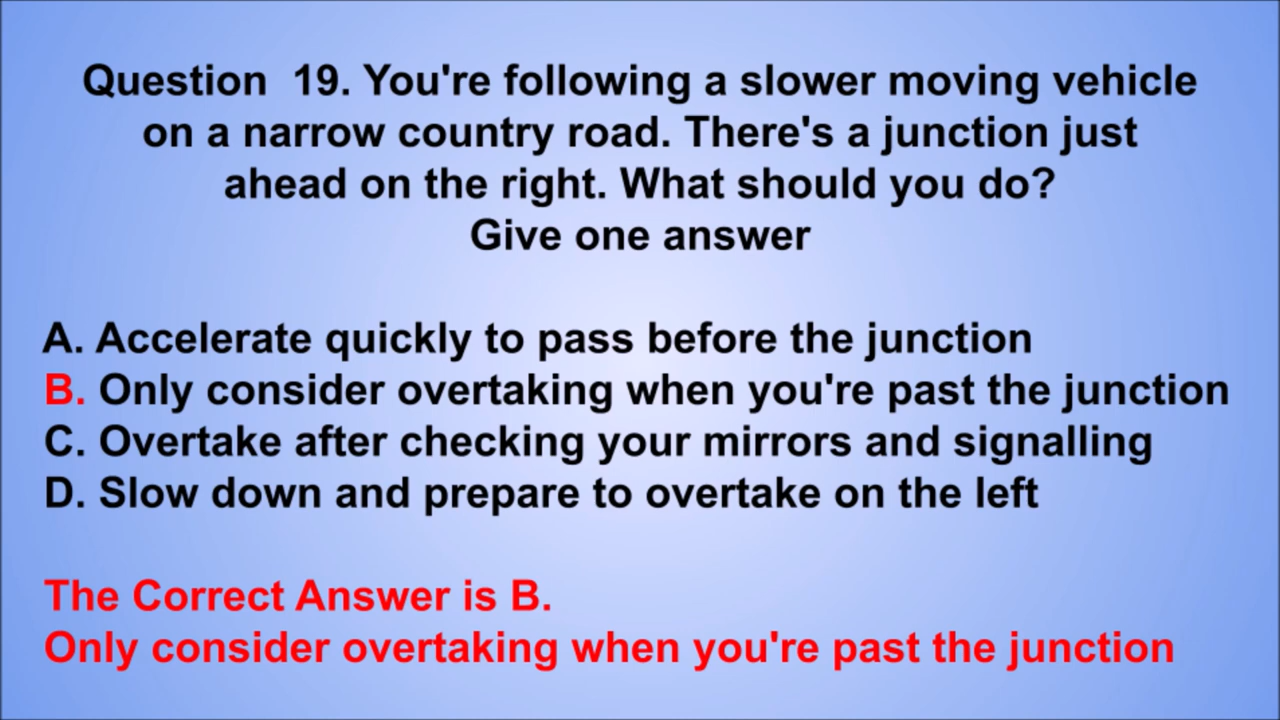 Question 19. You're following a slower moving vehicle
on a narrow country road. There's a junction just
ahead on the right. What should you do?
Give one answer
A. Accelerate quickly to pass before the junction
B. Only consider overtaking when you're past the junction
C. Overtake after checking your mirrors and signalling
D. Slow down and prepare to overtake on the left
The Correct Answer is B.
Only consider overtaking when you're past the junction